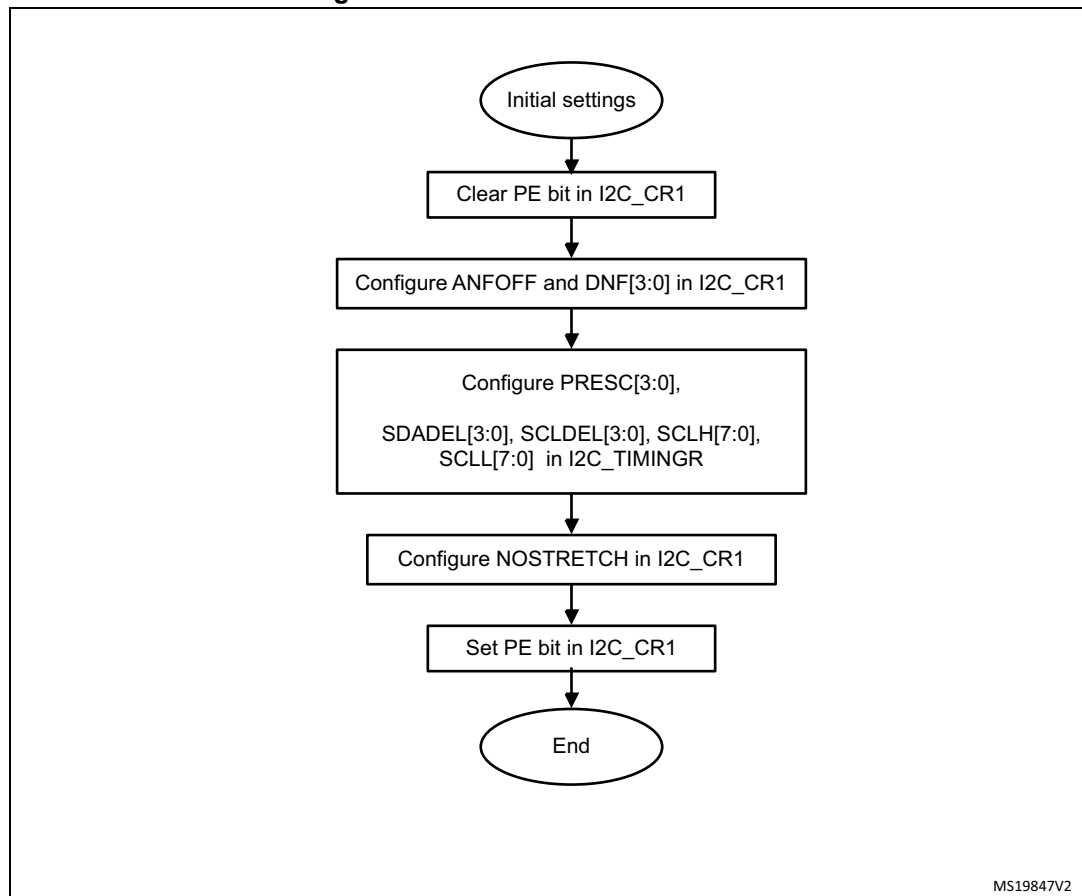 Initial settings
Clear PE bit in I2C_CR1
Configure ANFOFF and DNF[3:0] in I2C_CR1
Configure PRESC[3:0],
SDADEL[3:0], SCLDEL[3:0], SCLH[7:0],
SCLL[7:0] in I2C_TIMINGR
Configure NOSTRETCH in I2C_CR1
Set PE bit in I2C_CR1
End
MS19847V2